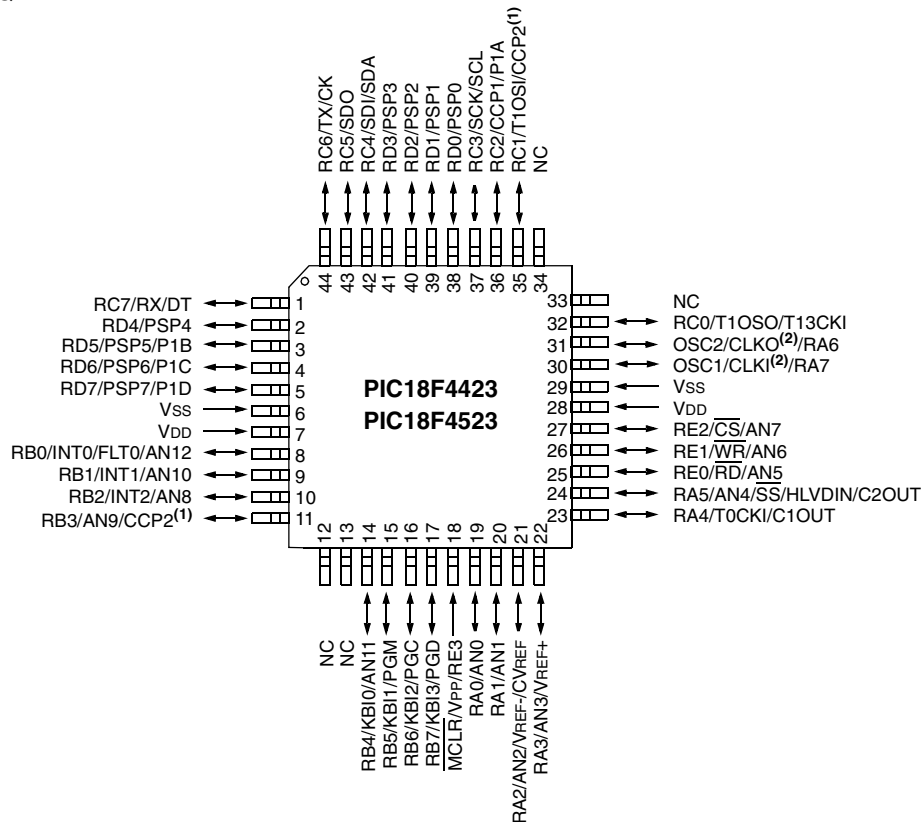 RC6/TX/CK
RC5/SDO
RC4/SDI/SDA
RD3/PSP3
RD2/PSP2
RD1/PSP1
RD0/PSP0
RC3/SCK/SCL
RC2/CCP1/P1A
RC1/T1OSI/CCP2(1)
NC
44
43
42
41
40
39
38
37
36
35
34
RC7/RX/DT
RD4/PSP4
RD5/PSP5/P1B
RD6/PSP6/P1C
RD7/PSP7/P1D
VSS
VDD
RB0/INT0/FLT0/AN12
RB1/INT1/AN10
RB2/INT2/AN8
RB3/AN9/CCP2(1)
1
2
3
4
5
6
7
8
9
10
11
PIC18F4423
PIC18F4523
33
32
31
30
29
28
27
26
25
24
23
NC
RC0/T1OSO/T13CKI
OSC2/CLKO(2)/RA6
OSC1/CLKI(2)/RA7
VSS
VDD
RE2/CS/AN7
RE1/WR/AN6
RE0/RD/AN5
RA5/AN4/SS/HLVDIN/C2OUT
RA4/T0CKI/C1OUT
12
13
14
15
16
17
18
19
20
21
22
NC
NC
RB4/KBI0/AN11
RB5/KBI1/PGM
RB6/KBI2/PGC
RB7/KBI3/PGD
MCLR/VPP/RE3
RA0/AN0
RA1/AN1
RA2/AN2/VREF-/CVREF
RA3/AN3/VREF+